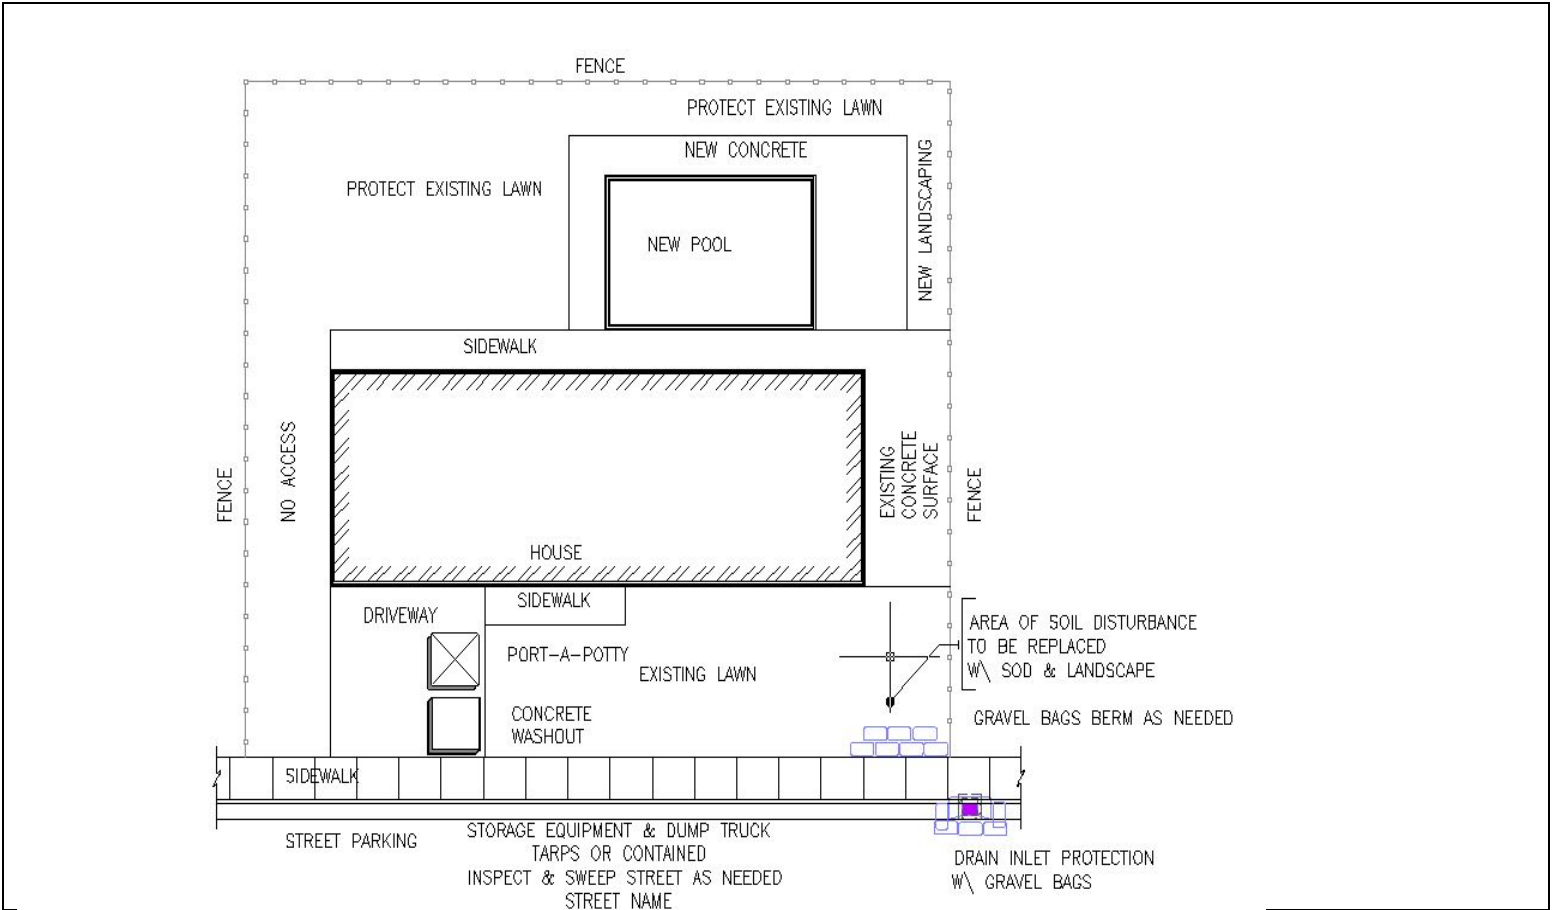 FENCE
PROTECT EXISTING LAWN
NEW CONCRETE
PROTECT EXISTING LAWN
NEW LANDSCAPING
NEW POOL
SIDEWALK
FENCE
NO ACCESS
EXISTING
CONCRETE
SURFACE
FENCE
HOUSE
DRIVEWAY
SIDEWALK
AREA OF SOIL DISTURBANCE
TO BE REPLACED
W\ SOD & LANDSCAPE
PORT-A-POTTY
EXISTING LAWN
CONCRETE
WASHOUT
GRAVEL BAGS BERM AS NEEDED
SIDEWALK
STREET PARKING
STORAGE EQUIPMENT & DUMP TRUCK
TARPS OR CONTAINED
INSPECT & SWEEP STREET AS NEEDED
STREET NAME
DRAIN INLET PROTECTION
W\ GRAVEL BAGS